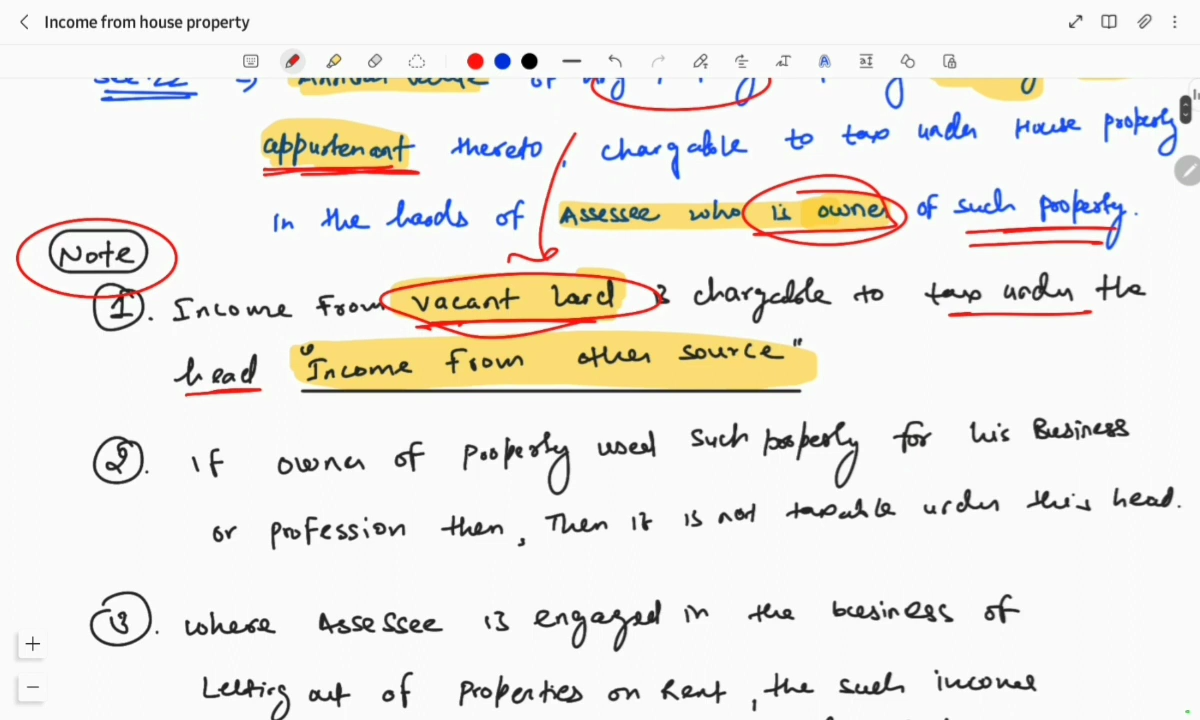 Income from house property
appurtenant thereto, chargable to tax under House property
In the hands of Assessee who is owner of such property.
Note
1. Income from vacant land is chargeable to tax under the
head "Income from other source"
2. if owner of Property used such property for his Business
or profession then, Then it is not taxable under this head.
3. where Assessee is engaged in the business of
Letting out of Properties on Rent, the such income